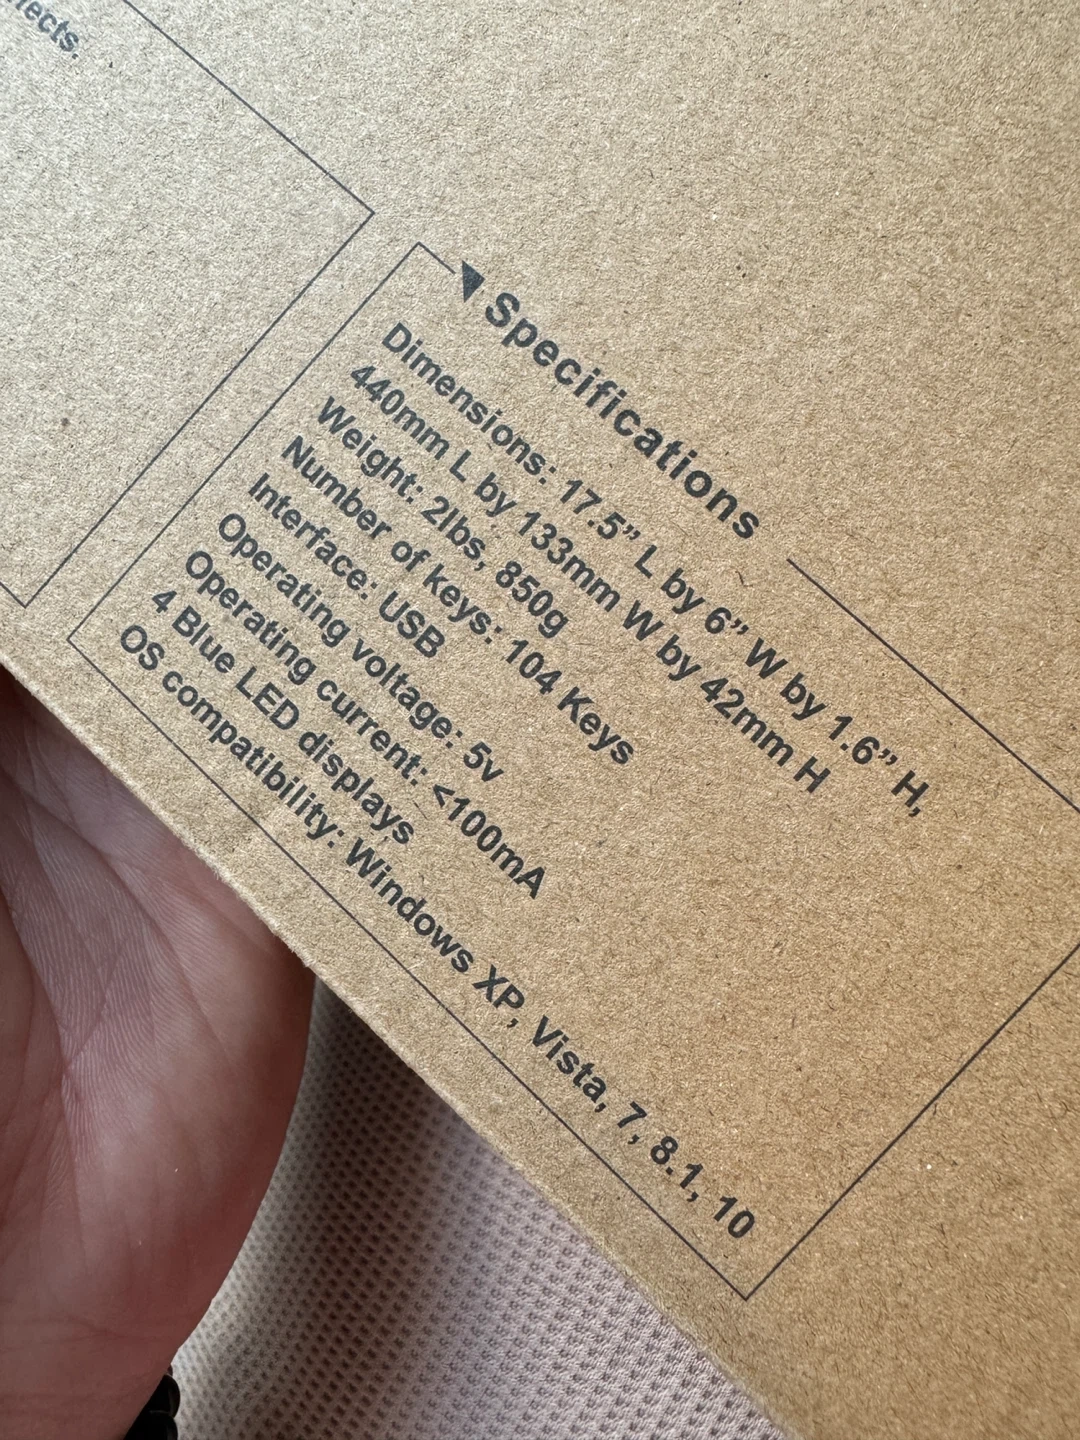 Specifications
Dimensions: 17.5” L by 6” W by 1.6” H,
440mm L by 133mm W by 42mm H
Weight: 2lbs, 850g
Number of keys: 104 Keys
Interface: USB
Operating voltage: 5v
Operating current: <100mA
4 Blue LED displays
OS compatibility: Windows XP, Vista, 7, 8.1, 10